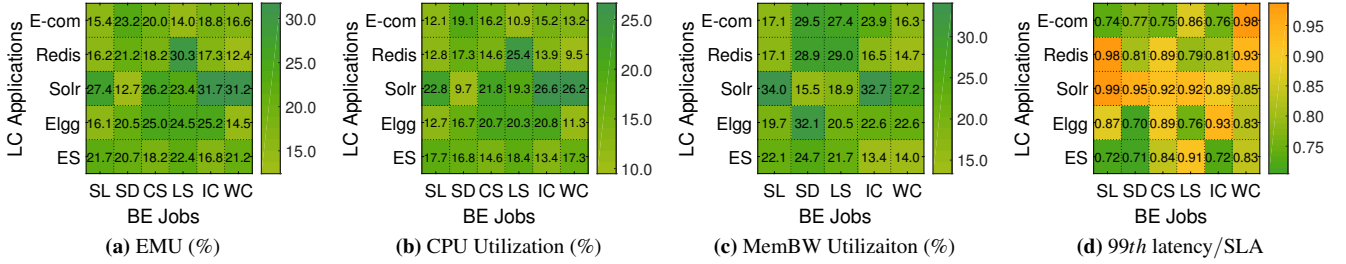 LC Applications
E-com 15.4 23.2 20.0 14.0 18.8 16.6
Redis 16.2 21.2 18.2 30.3 17.3 12.4
Solr 27.4 12.7 26.2 23.4 31.7 31.2
Elgg 16.1 20.5 25.0 24.5 25.2 14.5
ES 21.7 20.7 18.2 22.4 16.8 21.2
SL SD CS LS IC WC
BE Jobs
30.0
25.0
20.0
15.0
(a) EMU (%)
LC Applications
E-com 12.1 19.1 16.2 10.9 15.2 13.2
Redis 12.8 17.3 14.6 25.4 13.9 9.5
Solr 22.8 9.7 21.8 19.3 26.6 26.2
Elgg 12.7 16.7 20.7 20.3 20.8 11.3
ES 17.7 16.8 14.6 18.4 13.4 17.3
SL SD CS LS IC WC
BE Jobs
25.0
20.0
15.0
10.0
(b) CPU Utilization (%)
LC Applications
E-com 17.1 29.5 27.4 23.9 16.3
Redis 17.1 28.9 29.0 16.5 14.7
Solr 34.0 15.5 18.9 32.7 27.2
Elgg 19.7 32.1 20.5 22.6 22.6
ES 22.1 24.7 21.7 13.4 14.0
SL SD LS IC WC
BE Jobs
30.0
25.0
20.0
15.0
(c) MemBW Utilizaiton (%)
LC Applications
E-com 0.74 0.77 0.75 0.86 0.76 0.98
Redis 0.98 0.81 0.89 0.79 0.81 0.93
Solr 0.99 0.95 0.92 0.92 0.89 0.85
Elgg 0.87 0.70 0.89 0.76 0.93 0.83
ES 0.72 0.71 0.84 0.91 0.72 0.83
SL SD CS LS IC WC
BE Jobs
0.95
0.90
0.85
0.80
0.75
(d) 99th latency/SLA